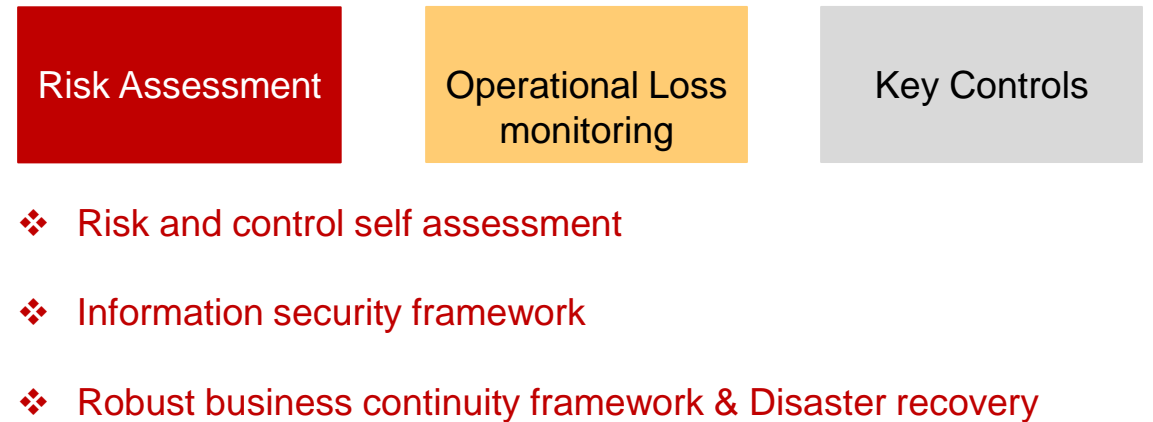 Risk Assessment
Operational Loss
monitoring
Key Controls
❖ Risk and control self assessment
❖ Information security framework
❖ Robust business continuity framework & Disaster recovery